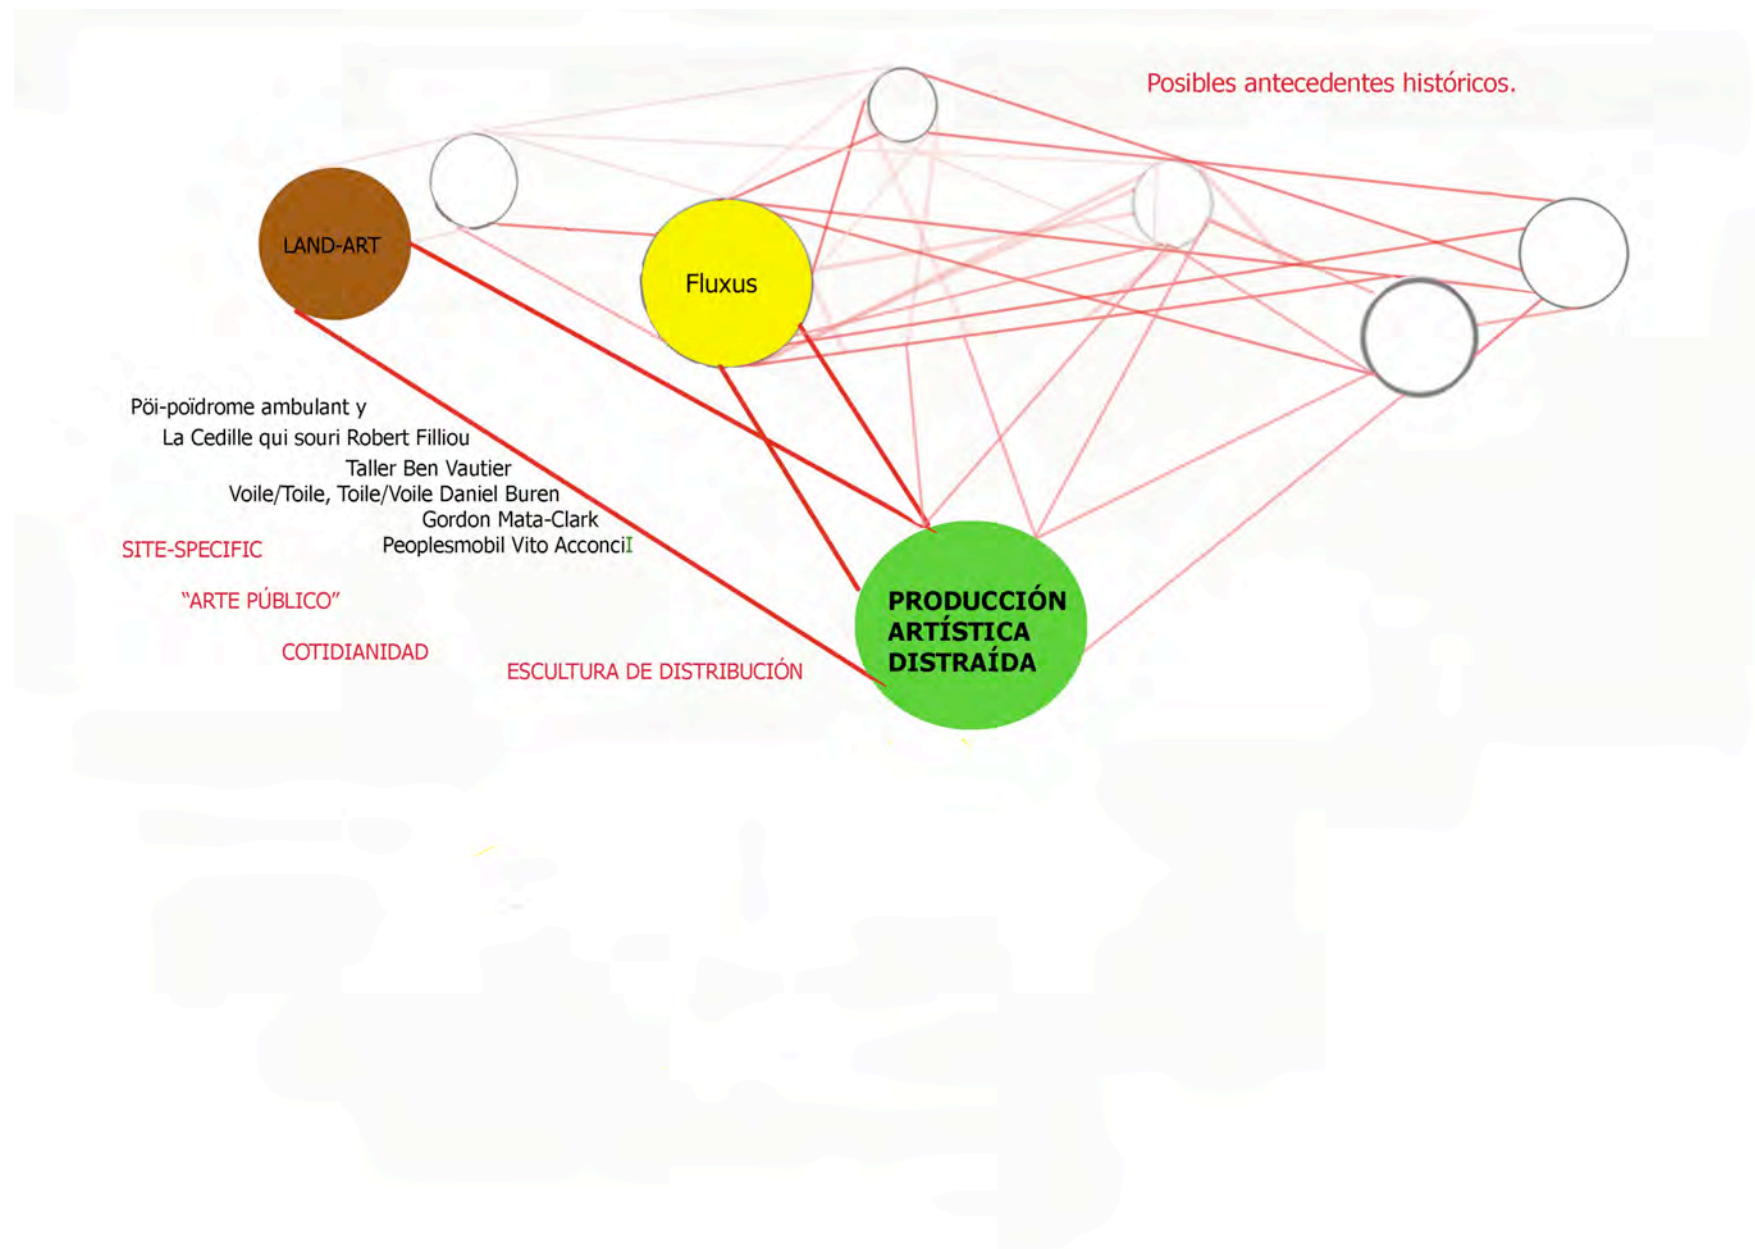 Posibles antecedentes históricos.
LAND-ART
Fluxus
Pöi-poïdrome ambulant y
La Cedille qui souri Robert Filliou
Taller Ben Vautier
Voile/Toile, Toile/Voile Daniel Buren
Gordon Mata-Clark
Peoplesmobil Vito AcconciI
SITE-SPECIFIC
“ARTE PÚBLICO”
COTIDIANIDAD
ESCULTURA DE DISTRIBUCIÓN
PRODUCCIÓN
ARTÍSTICA
DISTRAÍDA